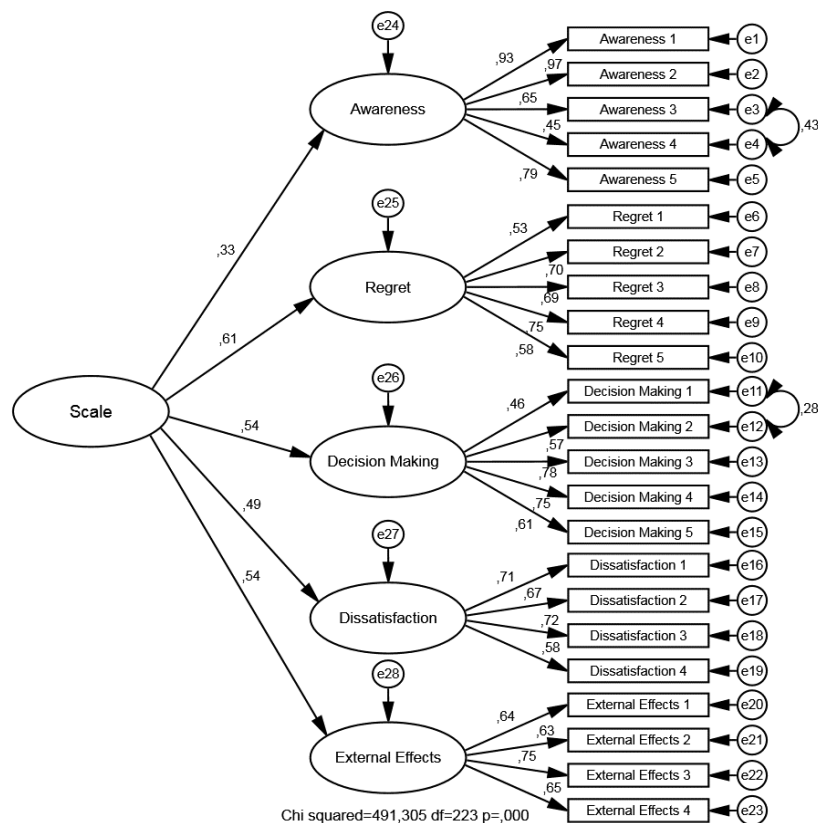 e24
Awareness
,93
,97
,65
,45
,79
Awareness 1
Awareness 2
Awareness 3
Awareness 4
Awareness 5
e1
e2
e3
e4
e5
,43
,33
e25
Regret
,53
,70
,69
,75
,58
Regret 1
Regret 2
Regret 3
Regret 4
Regret 5
e6
e7
e8
e9
e10
,61
Scale
e26
Decision Making
,46
,57
,78
,75
,61
Decision Making 1
Decision Making 2
Decision Making 3
Decision Making 4
Decision Making 5
e11
e12
e13
e14
e15
,28
,54
,49
e27
Dissatisfaction
,71
,67
,72
,58
Dissatisfaction 1
Dissatisfaction 2
Dissatisfaction 3
Dissatisfaction 4
e16
e17
e18
e19
,54
e28
External Effects
,64
,63
,75
,65
External Effects 1
External Effects 2
External Effects 3
External Effects 4
e20
e21
e22
e23
Chi squared=491,305 df=223 p=,000